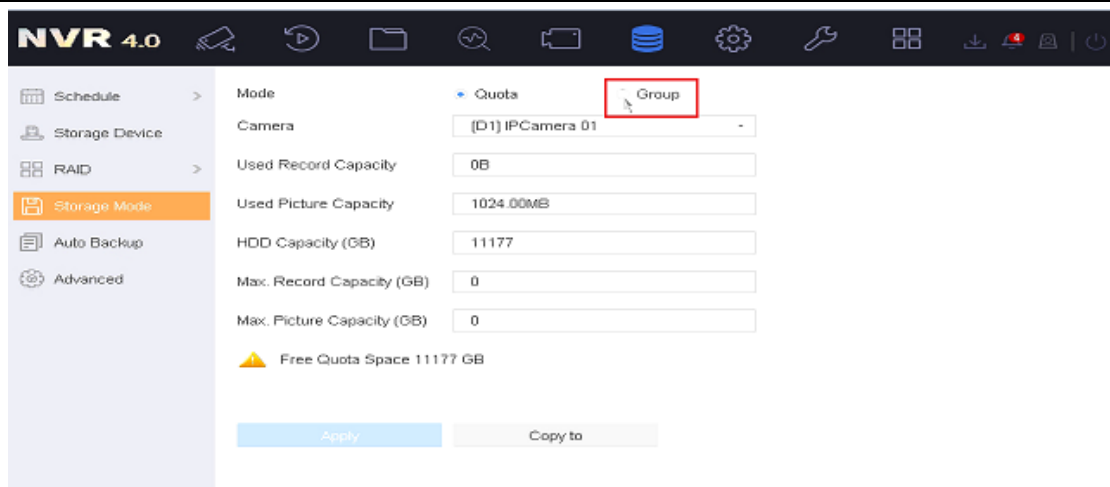 NVR 4.0
4
Schedule >
Storage Device
RAID >
Storage Mode
Auto Backup
Advanced
Mode Quota Group
Camera [D1] IPCamera 01
Used Record Capacity 0B
Used Picture Capacity 1024.00MB
HDD Capacity (GB) 11177
Max. Record Capacity (GB) 0
Max. Picture Capacity (GB) 0
Free Quota Space 11177 GB
Apply Copy to